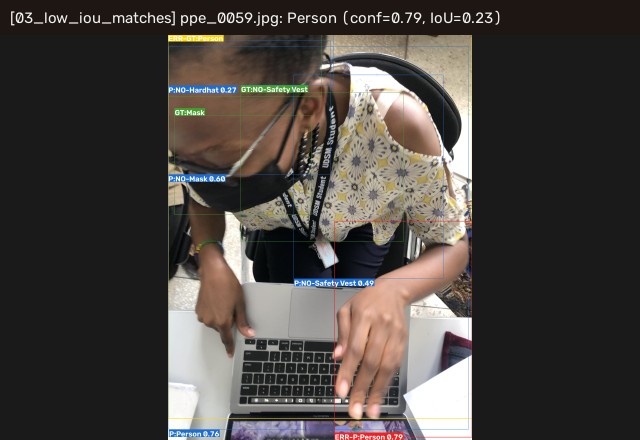 [03_low_iou_matches] ppe_0059.jpg: Person (conf=0.79, IoU=0.23)
ERR-GT:Person
P:NO-Hardhat 0.27
GT:NO-Safety Vest
GT:Mask
UDSM Student
P:NO-Mask 0.60
UDSM Student
P:NO-Safety Vest 0.49
P:Person 0.76
ERR-P:Person 0.79